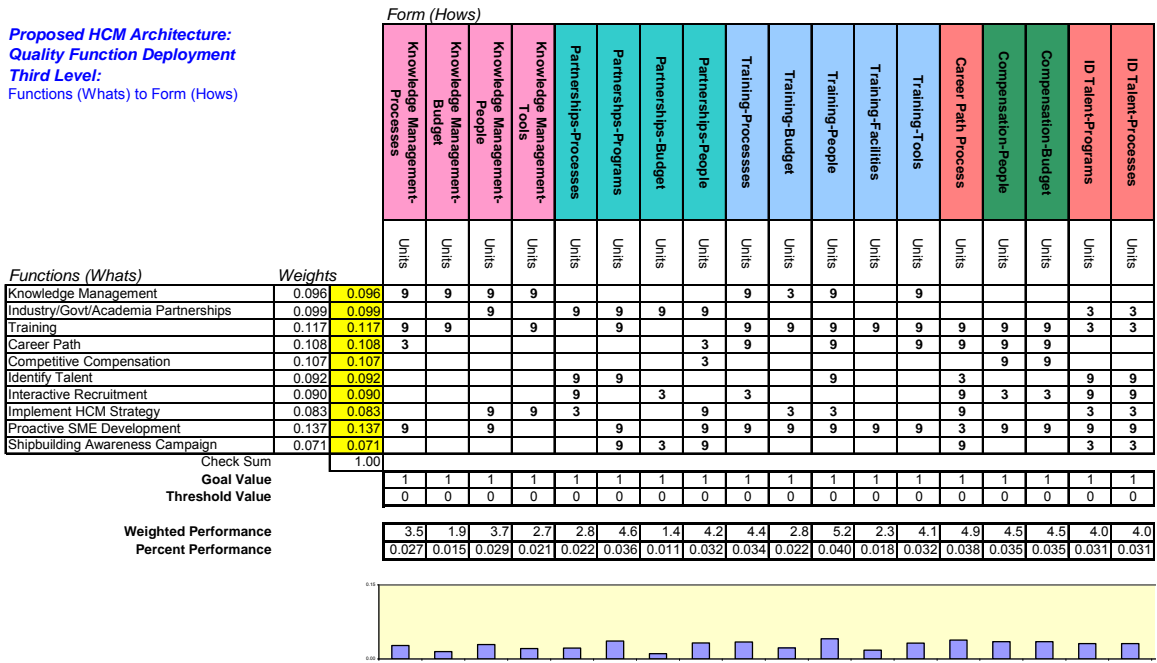 Form (Hows)
Proposed HCM Architecture:
Quality Function Deployment
Third Level:
Functions (Whats) to Form (Hows)
Knowledge Management-Processes
Knowledge Management-Budget
Knowledge Management-People
Knowledge Management-Tools
Partnerships-Processes
Partnershps-Programs
Partnerships-Budget
Partnerships-People
Training-Processses
Training-Budget
Training-People
Training-Facilities
Training-Tools
Career Path Process
Compensation-People
Compensation-Budget
ID Talent-Programs
ID Talent-Processes
Units Units Units Units Units Units Units Units Units Units Units Units Units Units Units Units Units Units
Functions (Whats) Weights
Knowledge Management 0.096 0.096 9 9 9 9 9 3 9 9
Industry/Govt/Academia Partnerships 0.099 0.099 9 9 9 9 9 3 3
Training 0.117 0.117 9 9 9 9 9 9 9 9 9 9 9 9 3 3
Career Path 0.108 0.108 3 3 9 9 9 9 9 9
Competitive Compensation 0.107 0.107 3 9 9
Identify Talent 0.092 0.092 9 9 9 3 9 9
Interactive Recruitment 0.090 0.090 9 3 3 9 3 3 9 9
Implement HCM Strategy 0.083 0.083 9 9 3 9 3 3 9 3 3
Proactive SME Development 0.137 0.137 9 9 9 9 9 9 9 9 9 3 9 9 9 9
Shipbuilding Awareness Campaign 0.071 0.071 9 3 9 9 3 3
Check Sum 1.00
Goal Value 1 1 1 1 1 1 1 1 1 1 1 1 1 1 1 1 1 1
Threshold Value 0 0 0 0 0 0 0 0 0 0 0 0 0 0 0 0 0 0
Weighted Performance 3.5 1.9 3.7 2.7 2.8 4.6 1.4 4.2 4.4 2.8 5.2 2.3 4.1 4.9 4.5 4.5 4.0 4.0
Percent Performance 0.027 0.015 0.029 0.021 0.022 0.036 0.011 0.032 0.034 0.022 0.040 0.018 0.032 0.038 0.035 0.035 0.031 0.031
0.15
0.00